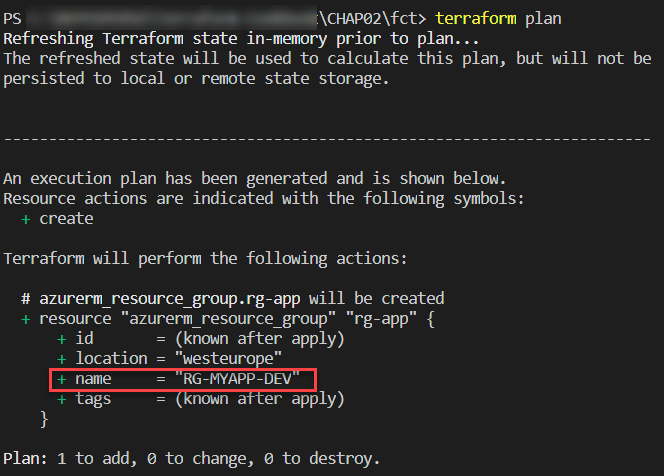 PS \CHAP02\fct> terraform plan
Refreshing Terraform state in-memory prior to plan...
The refreshed state will be used to calculate this plan, but will not be
persisted to local or remote state storage.
------------------------------------------------------------------------
An execution plan has been generated and is shown below.
Resource actions are indicated with the following symbols:
+ create
Terraform will perform the following actions:
# azurerm_resource_group.rg-app will be created
+ resource "azurerm_resource_group" "rg-app" {
+ id = (known after apply)
+ location = "westeurope"
+ name = "RG-MYAPP-DEV"
+ tags = (known after apply)
}
Plan: 1 to add, 0 to change, 0 to destroy.